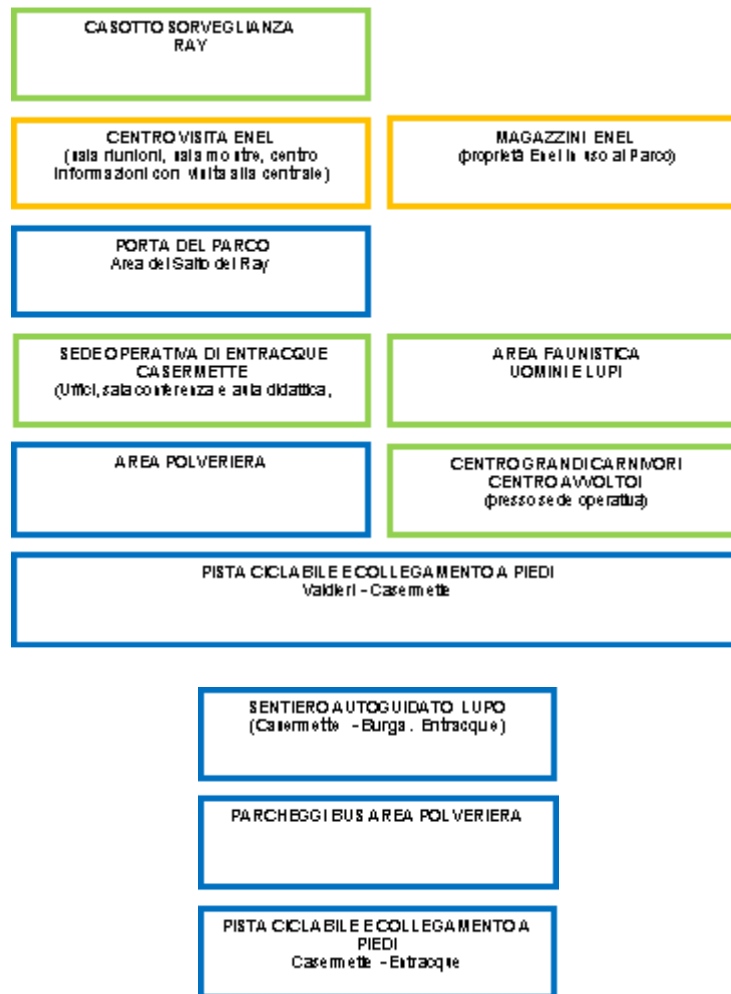 CASOTTO SORVEGLIANZA
RAY
CENTRO VISITA ENEL
(sala riunioni, sala mostre, centro
informazioni con visita alla centrale)
MAGAZZINI ENEL
(proprietà Enel in uso al Parco)
PORTA DEL PARCO
Area del Salto del Ray
SEDE OPERATIVA DI ENTRACQUE
CASERMETTE
(Uffici, sala conferenza e aula didattica,
AREA FAUNISTICA
UOMINI E LUPI
AREA POLVERIERA
CENTRO GRANDI CARNIVORI
CENTRO AVVOLTOI
(presso sede operativa)
PISTA CICLABILE E COLLEGAMENTO A PIEDI
Valdieri - Casermette
SENTIERO AUTOGUIDATO LUPO
(Casermette - Burga . Entracque)
PARCHEGGI BUS AREA POLVERIERA
PISTA CICLABILE E COLLEGAMENTO A
PIEDI
Casermette - Entracque